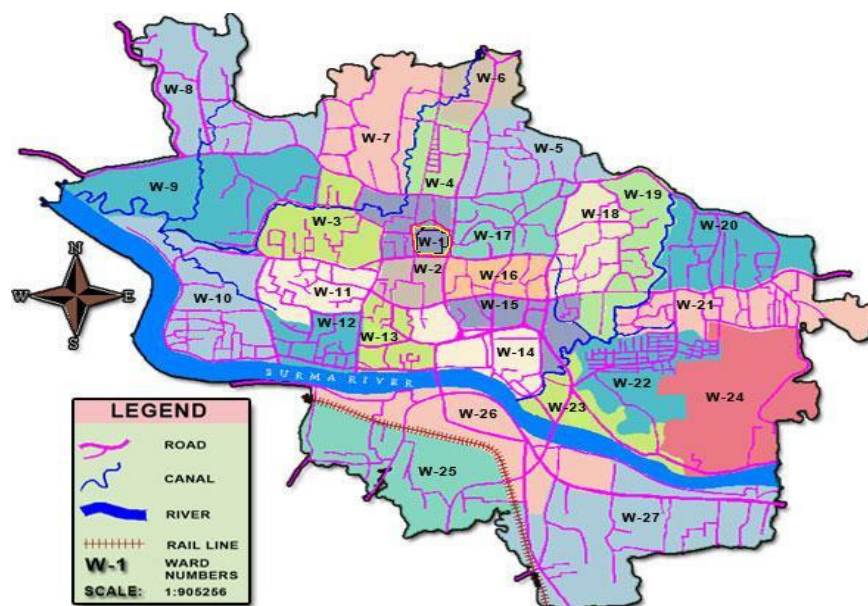 W-6
W-8
W-7
W-5
W-4
W-9
W-19
W-3
W-18
W-20
W-1
W-17
N
W-2
W-16
W E
W-10
W-11
W-15
W-21
W-12
W-13
S
W-14
SURMA RIVER
W-22
W-24
W-26
W-23
W-25
W-27
LEGEND
ROAD
CANAL
RIVER
RAIL LINE
W-1 WARD NUMBERS
SCALE: 1:905256